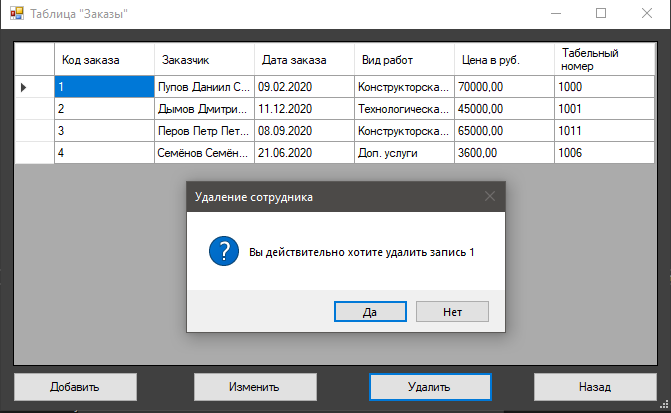 Таблица "Заказы"
Код заказа Заказчик Дата заказа Вид работ Цена в руб. Табельный номер
1 Пупов Даниил С... 09.02.2020 Конструкторска... 70000,00 1000
2 Дымов Дмитри... 11.12.2020 Технологическа... 45000,00 1001
3 Перов Петр Пет... 08.09.2020 Конструкторска... 65000,00 1011
4 Семёнов Семён... 21.06.2020 Доп. услуги 3600,00 1006
Удаление сотрудника
Вы действительно хотите удалить запись 1
Да Нет
Добавить Изменить Удалить Назад